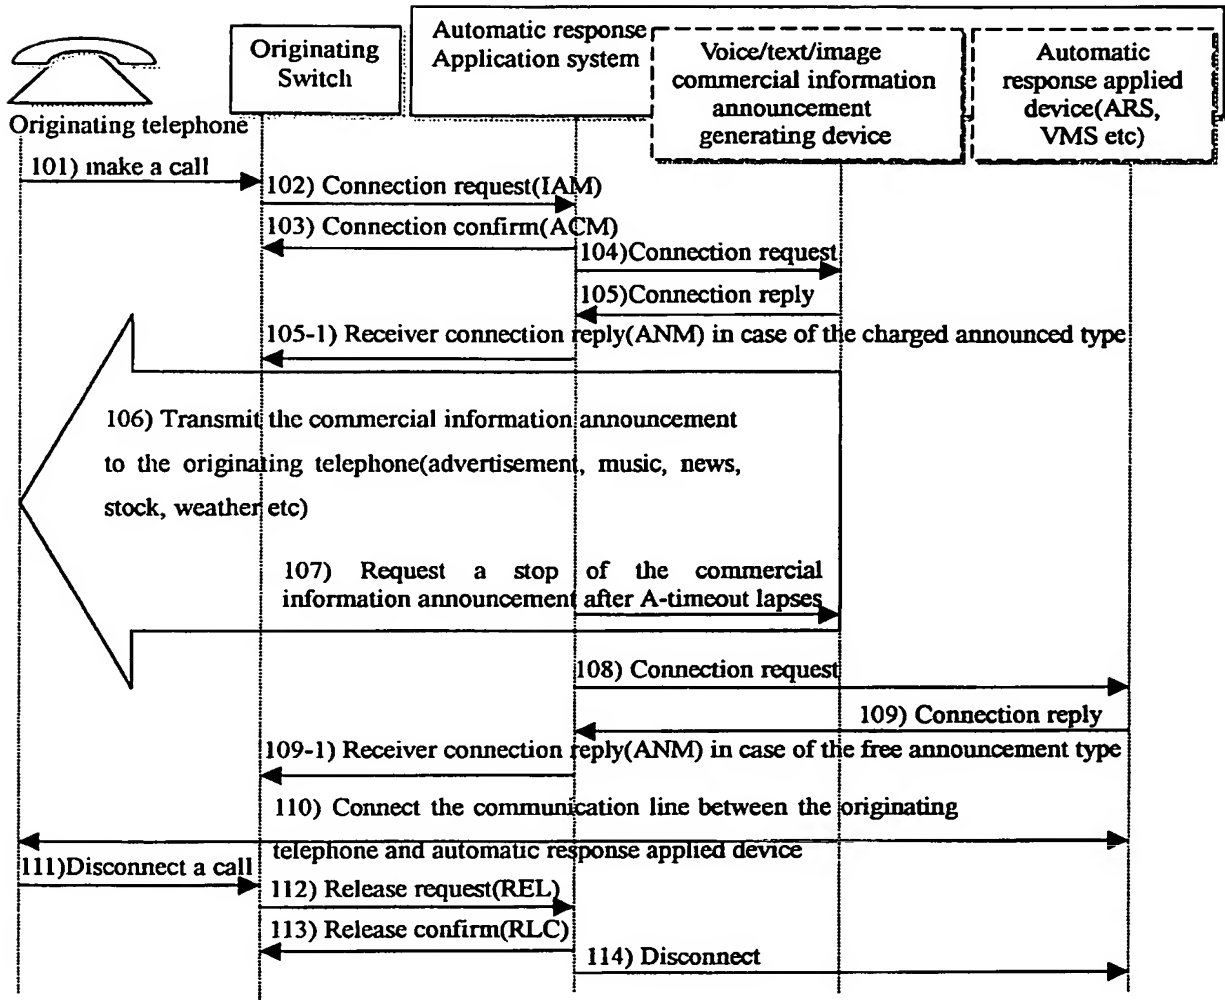 Originating telephone
Originating
Switch
Automatic response
Application system
Voice/text/image
commercial information
announcement
generating device
Automatic
response applied
device(ARS,
VMS etc)
101) make a call
102) Connection request(IAM)
103) Connection confirm(ACM)
104)Connection request
105)Connection reply
105-1) Receiver connection reply(ANM) in case of the charged announced type
106) Transmit the commercial information announcement
to the originating telephone(advertisement, music, news,
stock, weather etc)
107) Request a stop of the commercial
information announcement after A-timeout lapses
108) Connection request
109) Connection reply
109-1) Receiver connection reply(ANM) in case of the free announcement type
110) Connect the communication line between the originating
telephone and automatic response applied device
111)Disconnect a call
112) Release request(REL)
113) Release confirm(RLC)
114) Disconnect